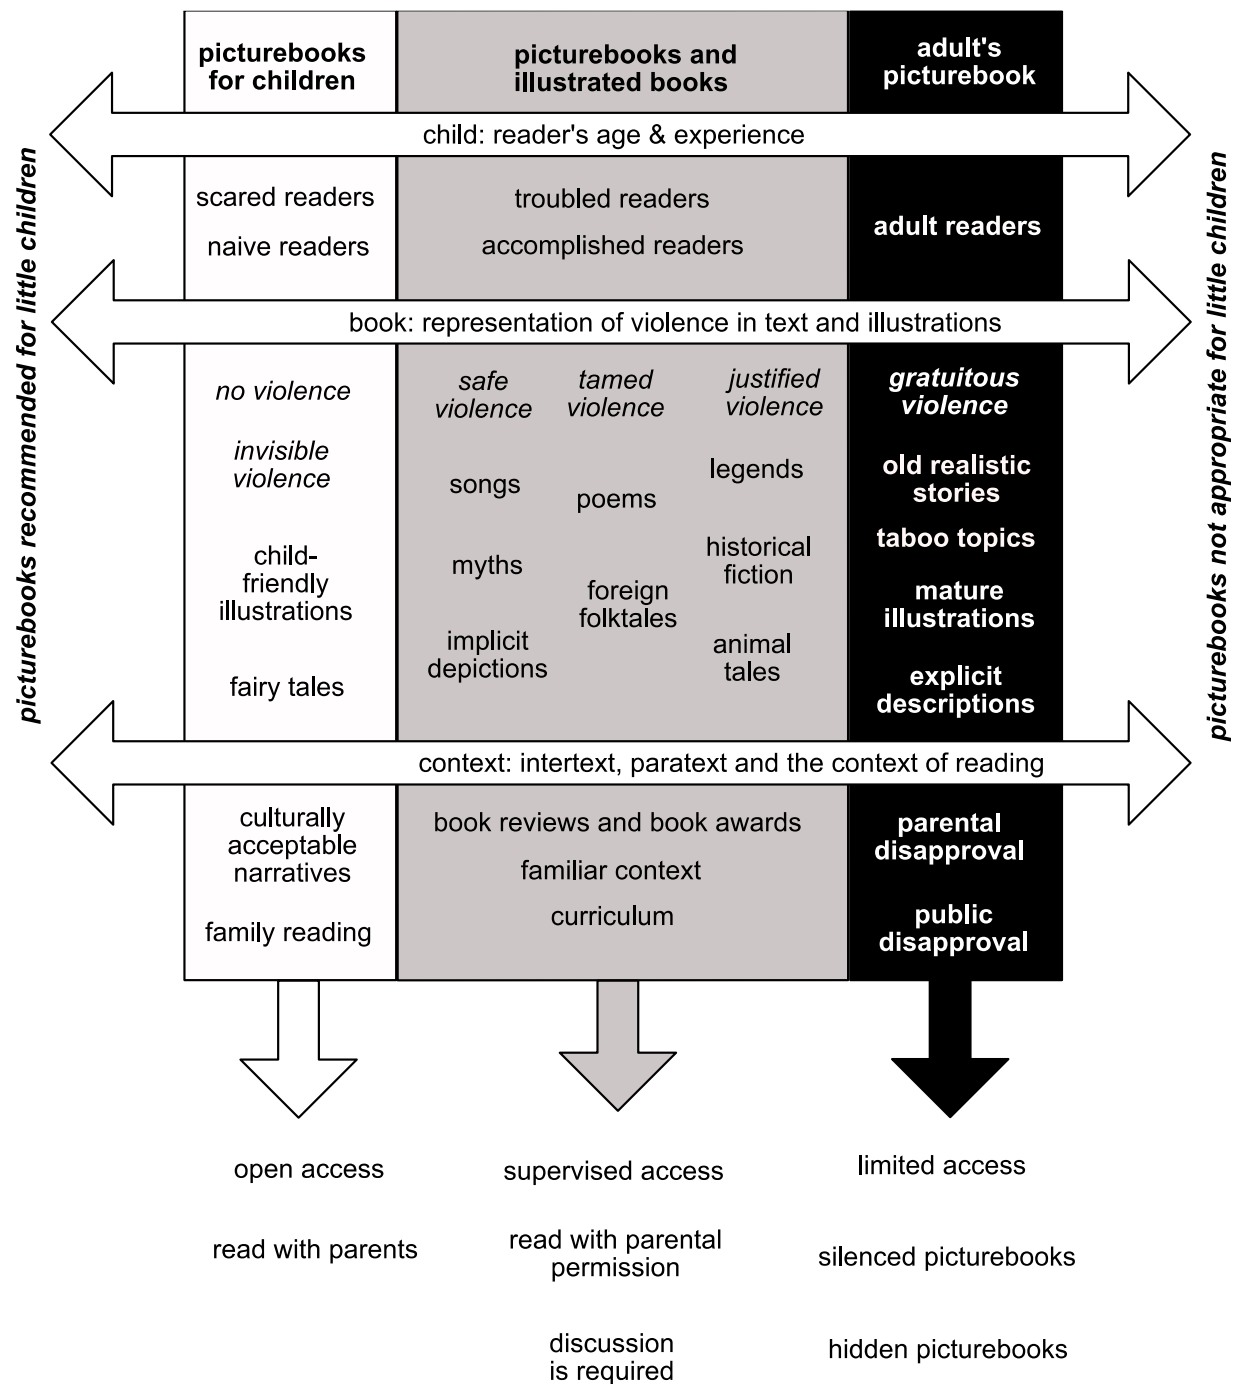 picturebooks
for children
picturebooks and
illustrated books
adult's
picturebook
child: reader's age & experience
picturebooks recommended for little children
picturebooks not appropriate for little children
scared readers
naive readers
troubled readers
accomplished readers
adult readers
book: representation of violence in text and illustrations
no violence
invisible
violence
child-
friendly
illustrations
fairy tales
safe
violence
songs
myths
implicit
depictions
tamed
violence
poems
foreign
folktales
justified
violence
legends
historical
fiction
animal
tales
gratuitous
violence
old realistic
stories
taboo topics
mature
illustrations
explicit
descriptions
context: intertext, paratext and the context of reading
culturally
acceptable
narratives
family reading
book reviews and book awards
familiar context
curriculum
parental
disapproval
public
disapproval
open access
read with parents
supervised access
read with parental
permission
discussion
is required
limited access
silenced picturebooks
hidden picturebooks